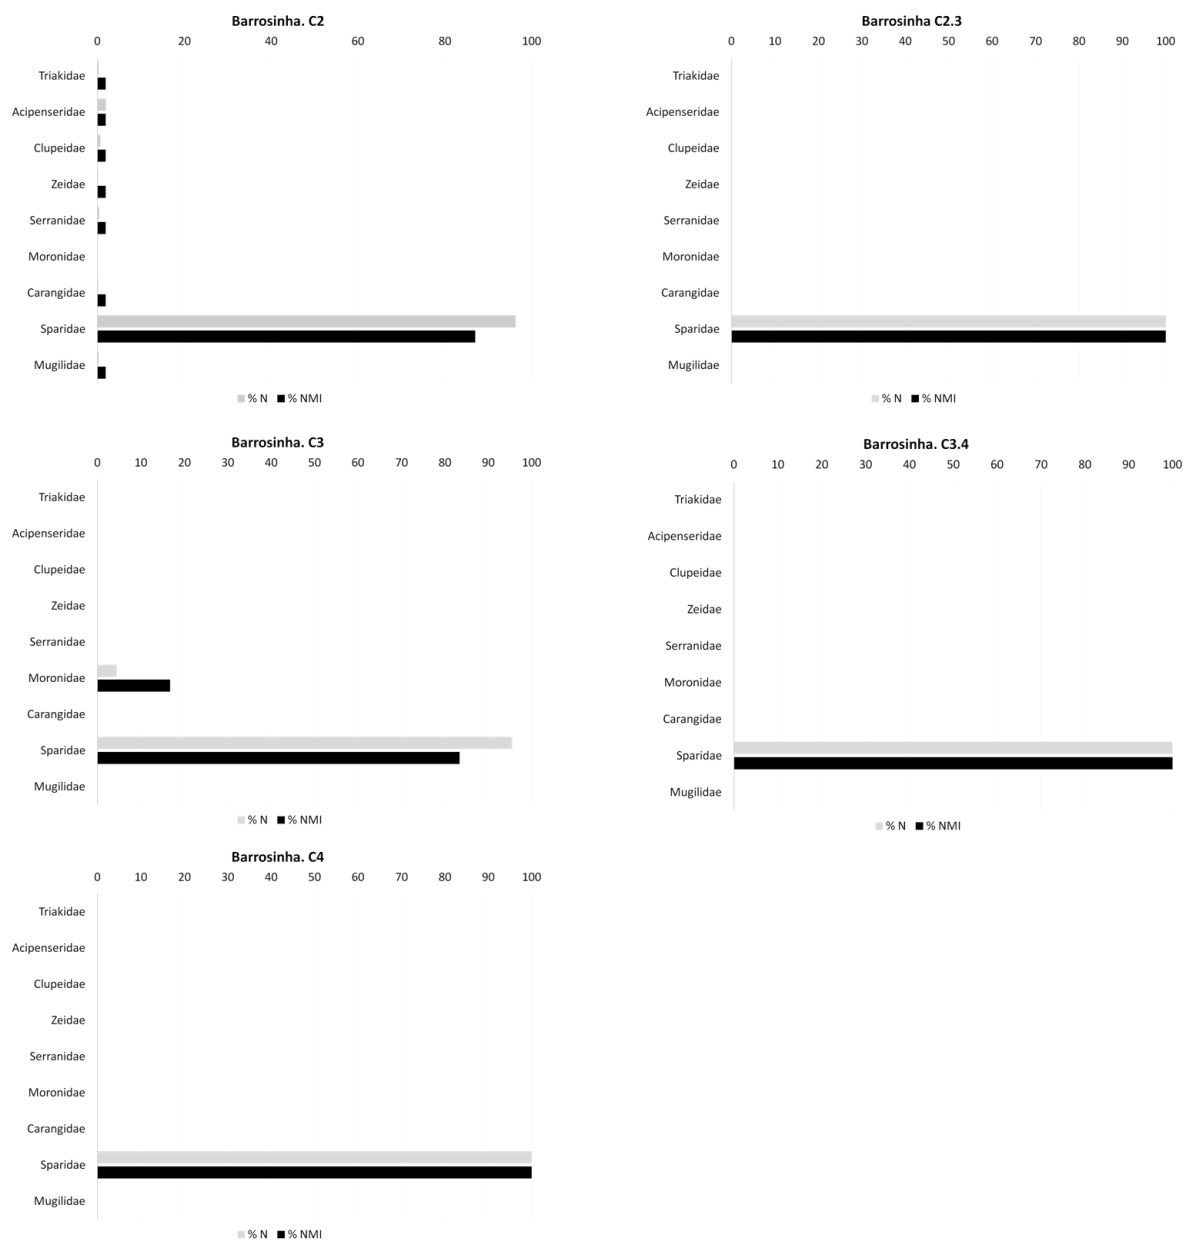 Barrosinha. C2
0 20 40 60 80 100
Triakidae
Acipenseridae
Clupeidae
Zeidae
Serranidae
Moronidae
Carangidae
Sparidae
Mugilidae
% N % NMI
Barrosinha C2.3
0 10 20 30 40 50 60 70 80 90 100
Triakidae
Acipenseridae
Clupeidae
Zeidae
Serranidae
Moronidae
Carangidae
Sparidae
Mugilidae
% N % NMI
Barrosinha. C3
0 10 20 30 40 50 60 70 80 90 100
Triakidae
Acipenseridae
Clupeidae
Zeidae
Serranidae
Moronidae
Carangidae
Sparidae
Mugilidae
% N % NMI
Barrosinha. C3.4
0 10 20 30 40 50 60 70 80 90 100
Triakidae
Acipenseridae
Clupeidae
Zeidae
Serranidae
Moronidae
Carangidae
Sparidae
Mugilidae
% N % NMI
Barrosinha. C4
0 10 20 30 40 50 60 70 80 90 100
Triakidae
Acipenseridae
Clupeidae
Zeidae
Serranidae
Moronidae
Carangidae
Sparidae
Mugilidae
% N % NMI